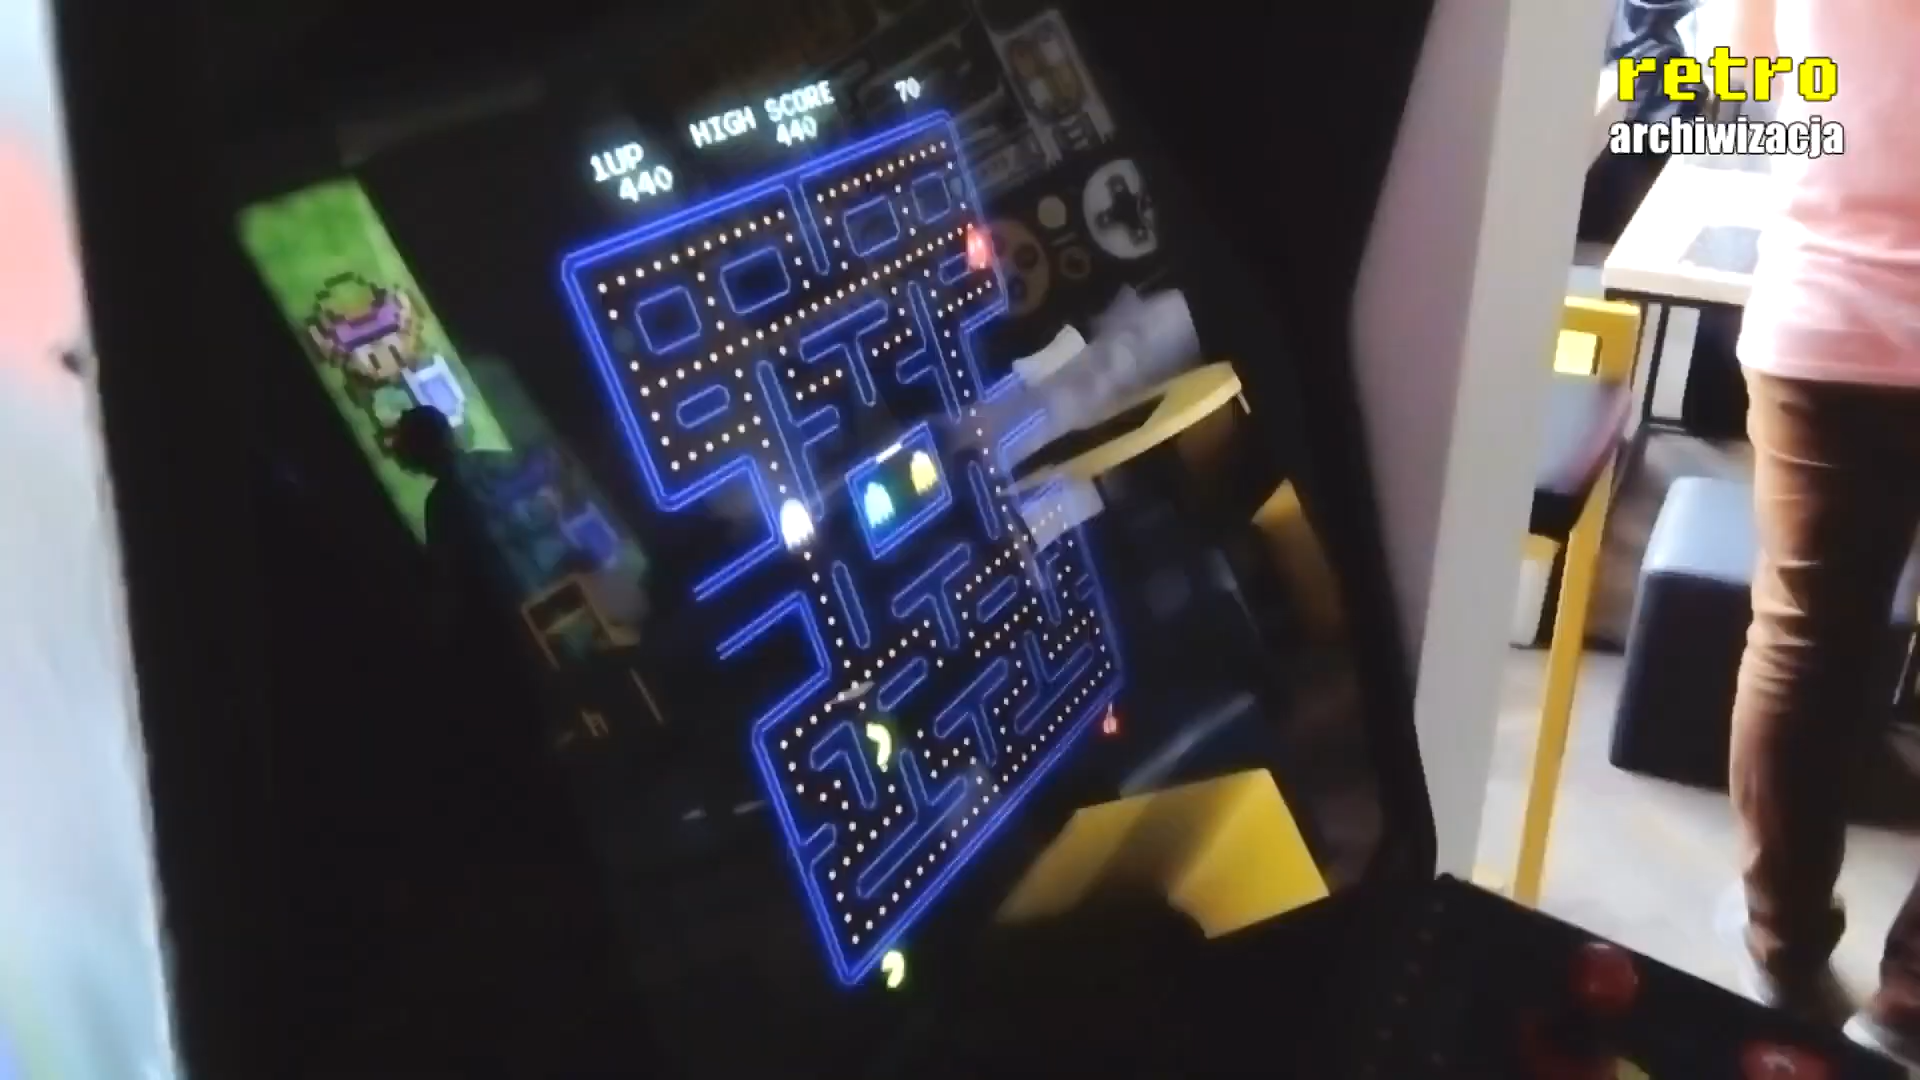 HIGH SCORE
70
1UP
440
440
retro
archiwizacja